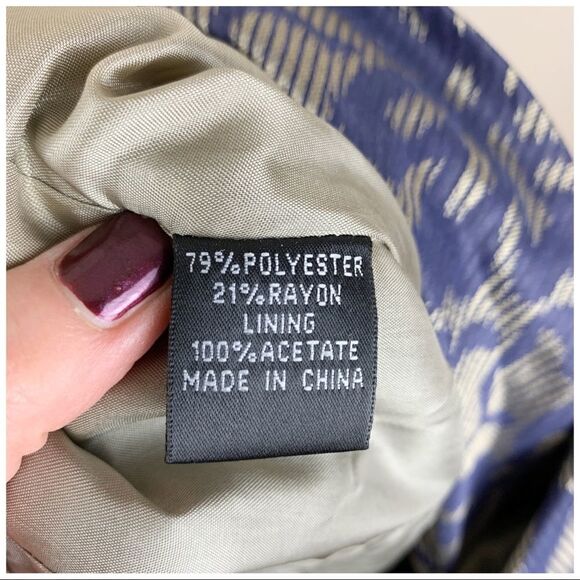 79% POLYESTER
21% RAYON
LINING
100% ACETATE
MADE IN CHINA